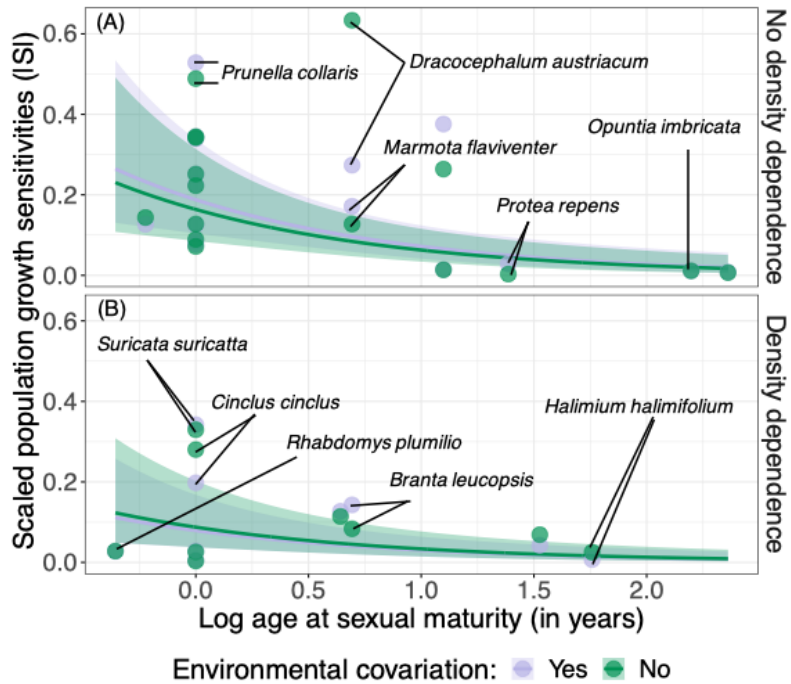 Scaled population growth sensitivities (|S|)
(A)
0.6
0.4
0.2
0.0
Prunella collaris
Dracocephalum austriacum
Marmota flaviventer
Opuntia imbricata
Protea repens
No density dependence
(B)
0.6
0.4
0.2
0.0
Suricata suricatta
Cinclus cinclus
Rhabdomys plumilio
Branta leucopsis
Halimium halimifolium
Density dependence
0.0 0.5 1.0 1.5 2.0
Log age at sexual maturity (in years)
Environmental covariation: Yes No